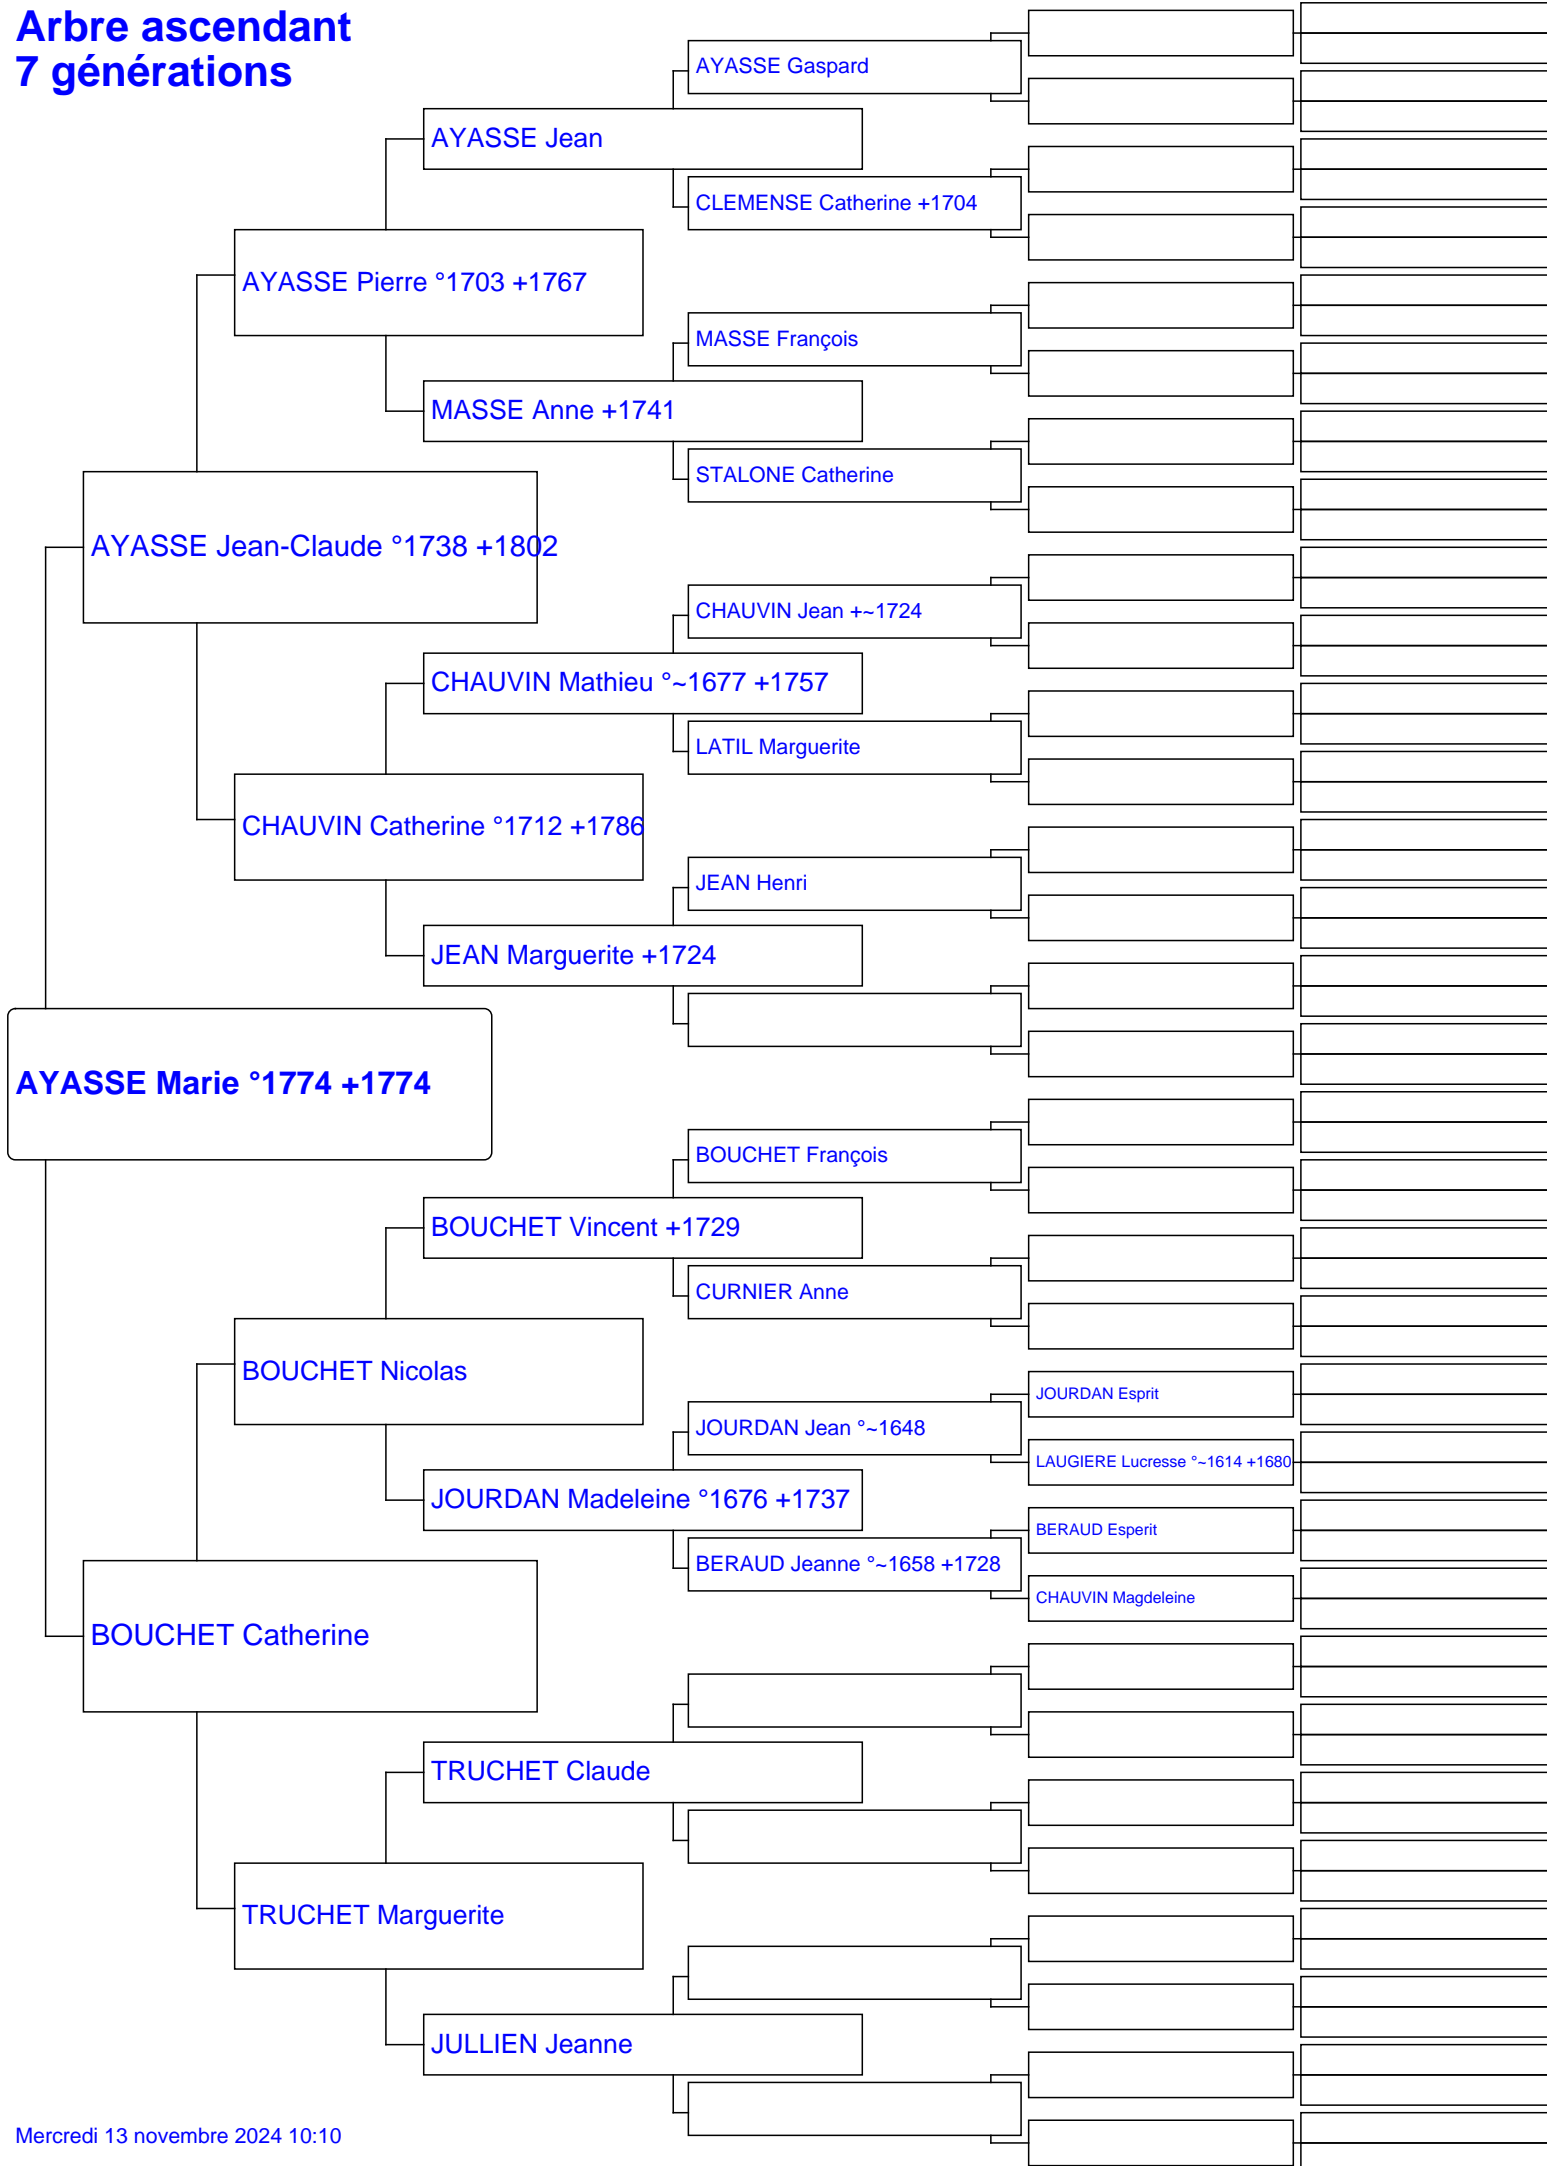 Arbre ascendant
7 générations
AYASSE Gaspard
AYASSE Jean
CLEMENSE Catherine +1704
AYASSE Pierre °1703 +1767
MASSE François
MASSE Anne +1741
STALONE Catherine
AYASSE Jean-Claude °1738 +1802
CHAUVIN Jean +~1724
CHAUVIN Mathieu °~1677 +1757
LATIL Marguerite
CHAUVIN Catherine °1712 +1786
JEAN Henri
JEAN Marguerite +1724
AYASSE Marie °1774 +1774
BOUCHET François
BOUCHET Vincent +1729
CURNIER Anne
BOUCHET Nicolas
JOURDAN Esprit
JOURDAN Jean °~1648
LAUGIERE Lucresse °~1614 +1680
JOURDAN Madeleine °1676 +1737
BERAUD Esperit
BERAUD Jeanne °~1658 +1728
CHAUVIN Magdeleine
BOUCHET Catherine
TRUCHET Claude
TRUCHET Marguerite
JULLIEN Jeanne
Mercredi 13 novembre 2024 10:10